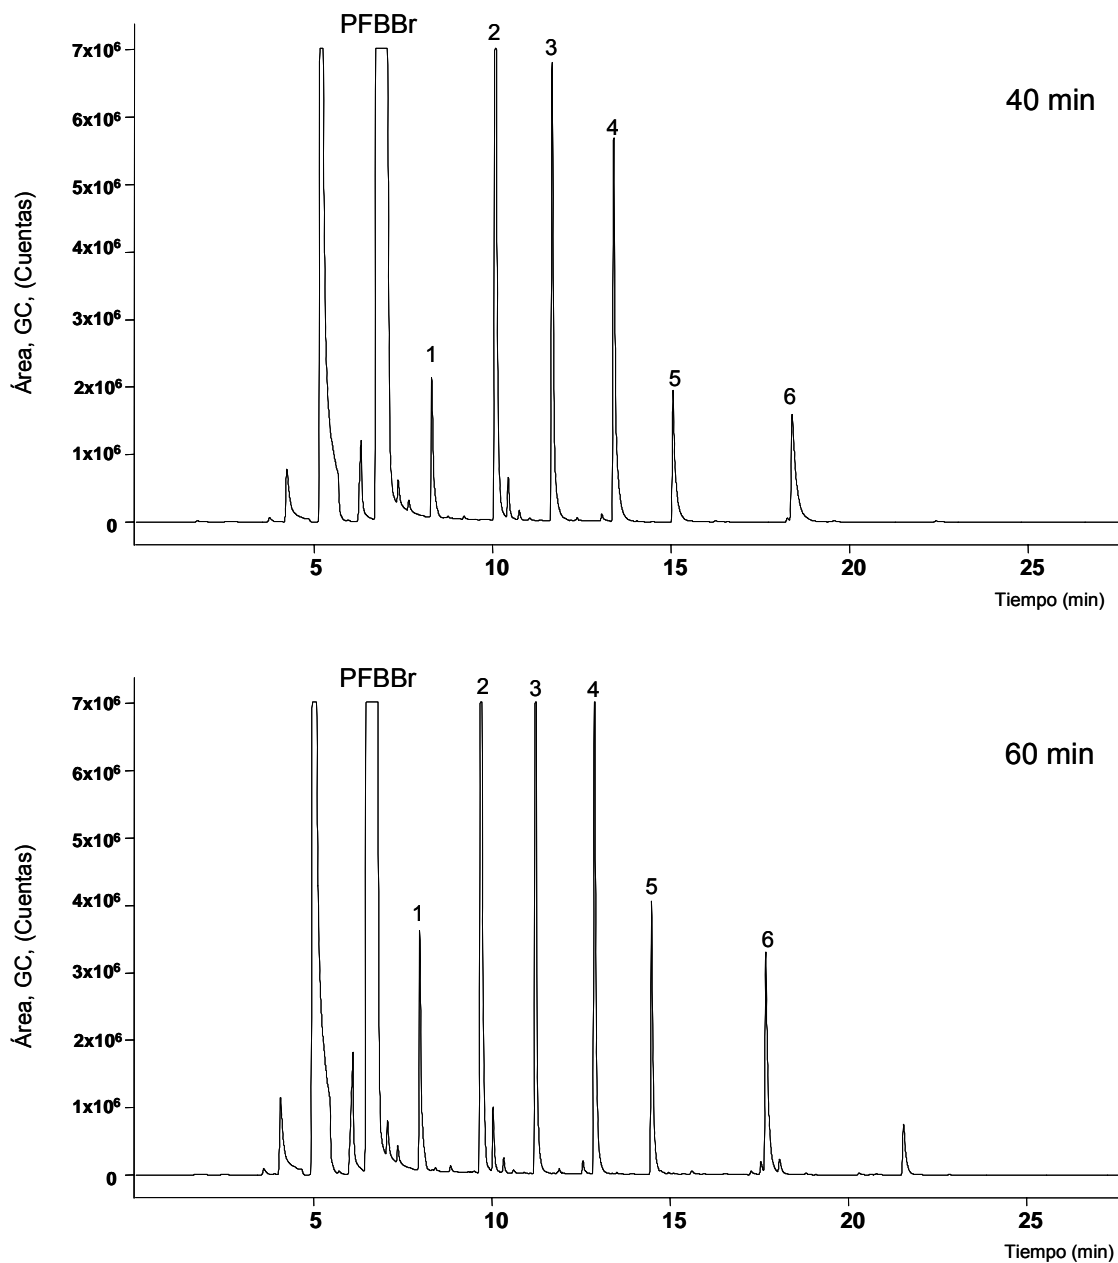 PFBBr
2
3
4
1
5
6
40 min
7x10⁶
6x10⁶
5x10⁶
4x10⁶
3x10⁶
2x10⁶
1x10⁶
0
Área, GC, (Cuentas)
5 10 15 20 25
Tiempo (min)
PFBBr
2
3
4
1
5
6
60 min
7x10⁶
6x10⁶
5x10⁶
4x10⁶
3x10⁶
2x10⁶
1x10⁶
0
Área, GC, (Cuentas)
5 10 15 20 25
Tiempo (min)